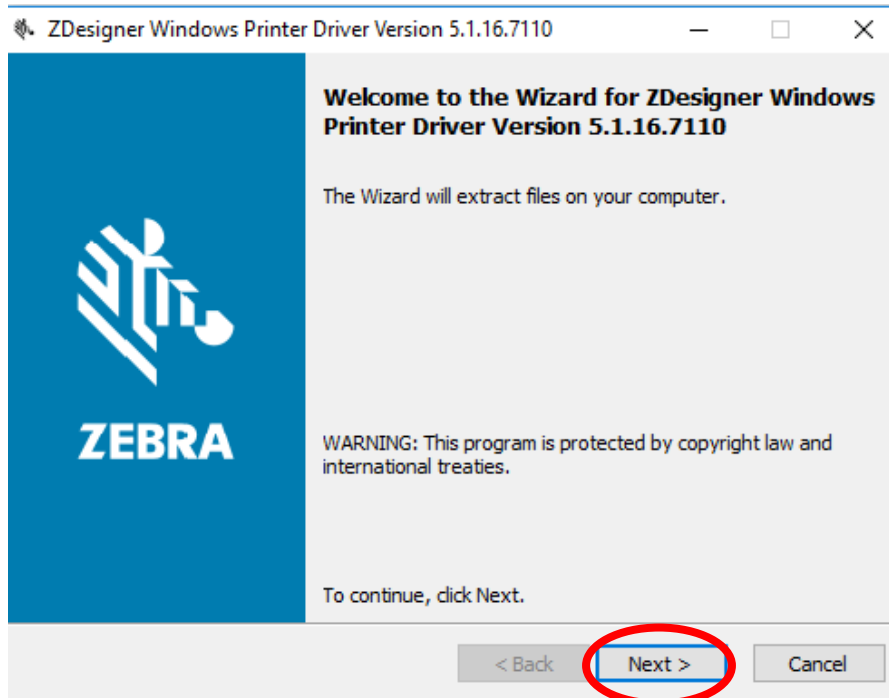 ZDesigner Windows Printer Driver Version 5.1.16.7110
Welcome to the Wizard for ZDesigner Windows
Printer Driver Version 5.1.16.7110
The Wizard will extract files on your computer.
ZEBRA
WARNING: This program is protected by copyright law and
international treaties.
To continue, click Next.
< Back
Next >
Cancel